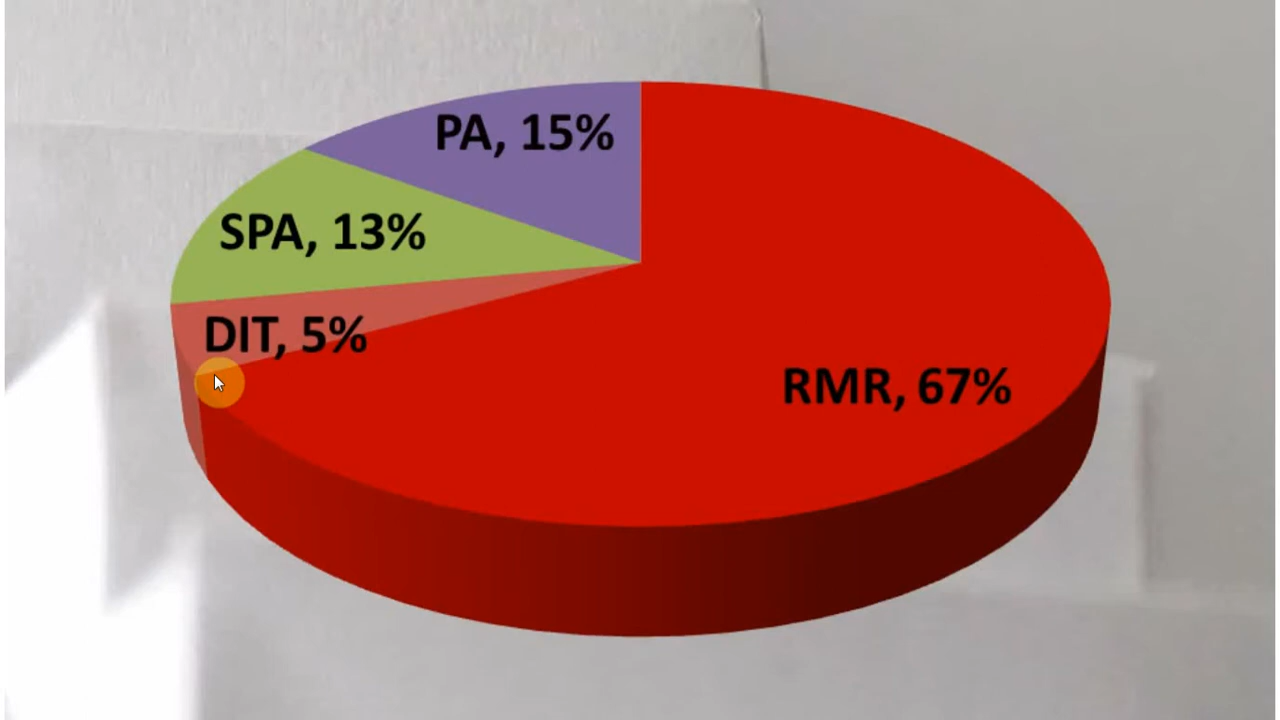 PA, 15%
SPA, 13%
DIT, 5%
RMR, 67%